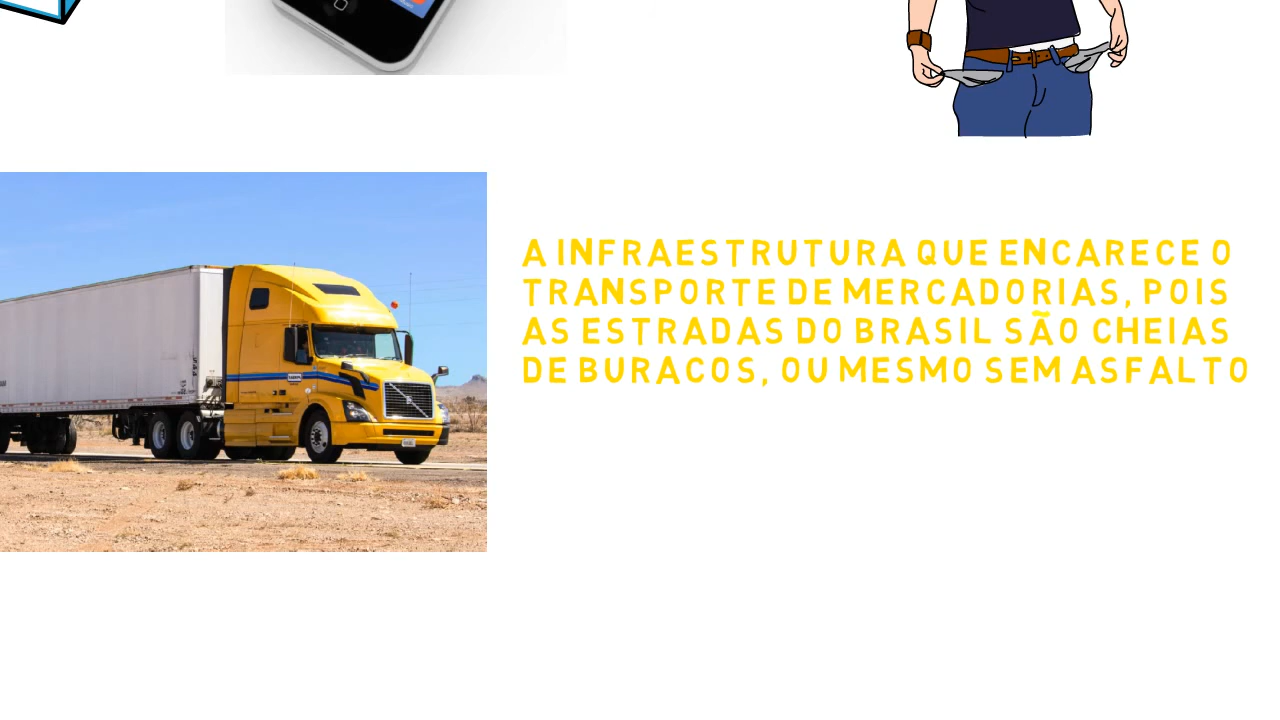 A INFRAESTRUTURA QUE ENCARECE O
TRANSPORTE DE MERCADORIAS, POIS
AS ESTRADAS DO BRASIL SÃO CHEIAS
DE BURACOS, OU MESMO SEM ASFALTO